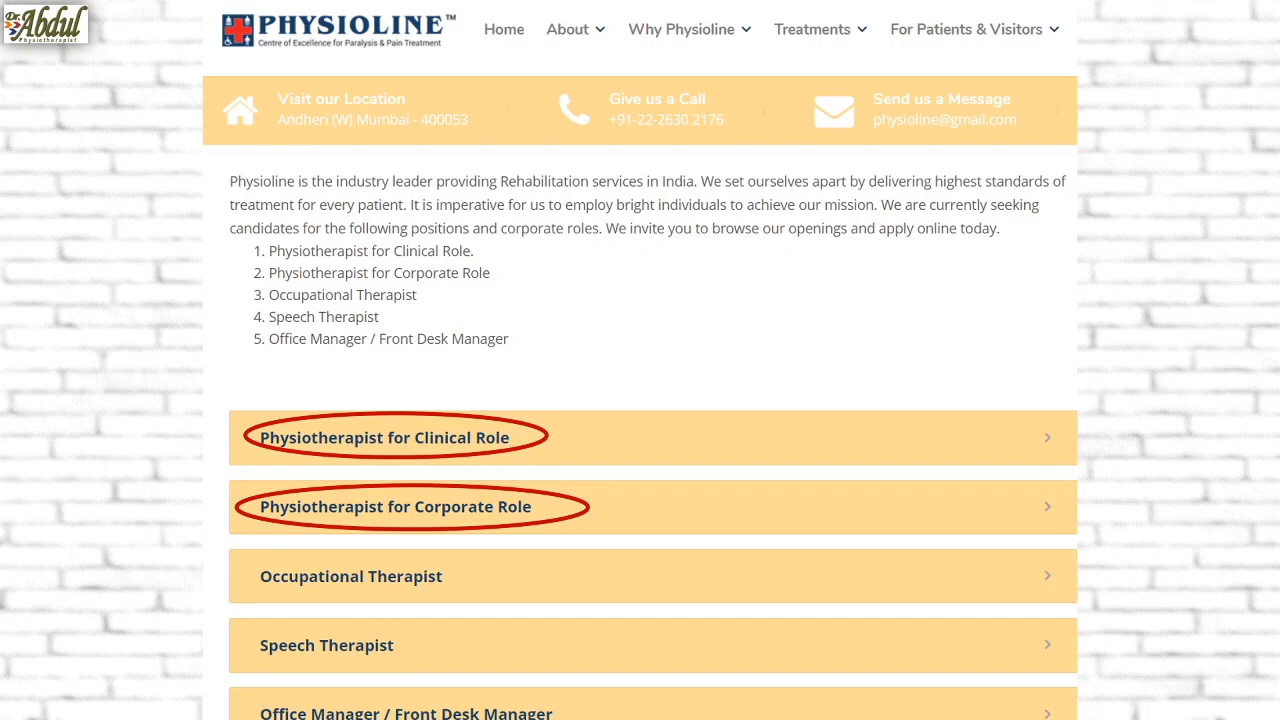 Dr.
Abdul
Physiotherapist
PHYSIOLINE™
Centre of Excellence for Paralysis & Pain Treatment
Home About Why Physioline Treatments For Patients & Visitors
Visit our Location
Andheri (W) Mumbai - 400053
Give us a Call
+91-22-2630 2176
Send us a Message
physioline@gmail.com
Physioline is the industry leader providing Rehabilitation services in India. We set ourselves apart by delivering highest standards of
treatment for every patient. It is imperative for us to employ bright individuals to achieve our mission. We are currently seeking
candidates for the following positions and corporate roles. We invite you to browse our openings and apply online today.
1. Physiotherapist for Clinical Role.
2. Physiotherapist for Corporate Role
3. Occupational Therapist
4. Speech Therapist
5. Office Manager / Front Desk Manager
Physiotherapist for Clinical Role
Physiotherapist for Corporate Role
Occupational Therapist
Speech Therapist
Office Manager / Front Desk Manager